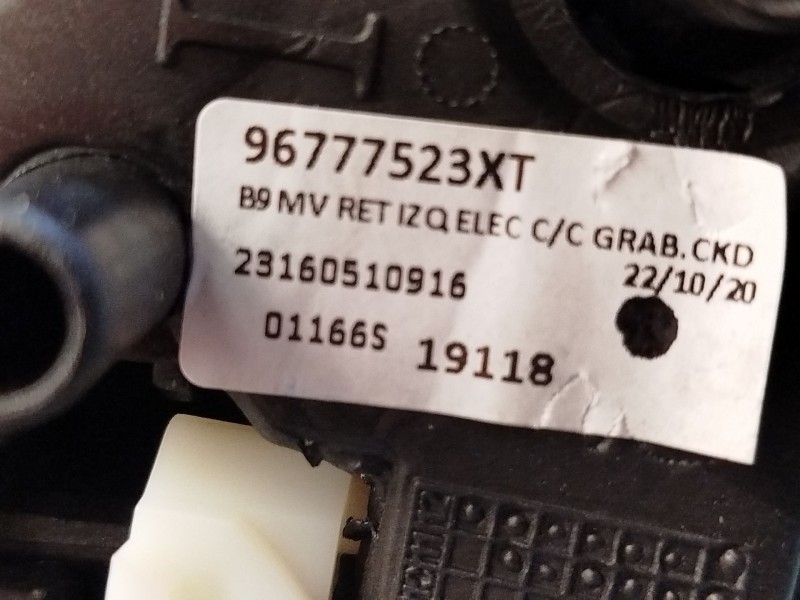 96777523XT
B9 MV RET IZQ ELEC C/C GRAB.CKD
23160510916 22/10/20
01166S 19118